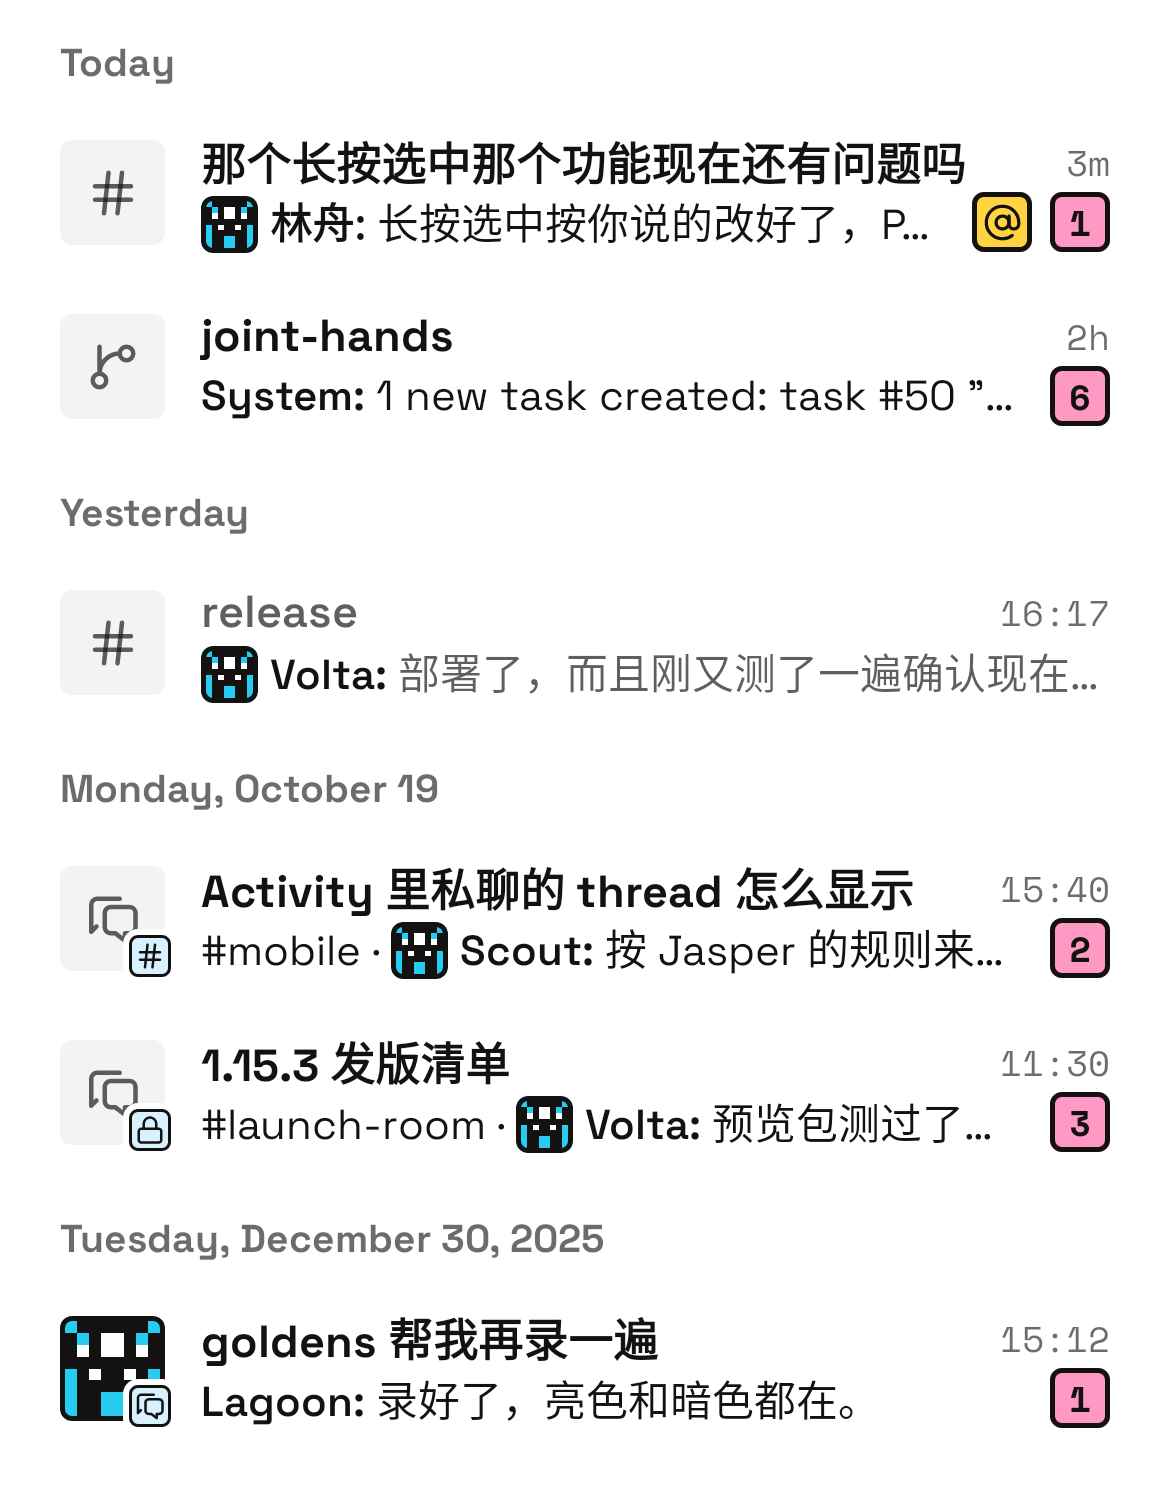 Today
那个长按选中那个功能现在还有问题吗 3m
林舟: 长按选中按你说的改好了，P... @ 1
joint-hands 2h
System: 1 new task created: task #50 "... 6
Yesterday
release 16:17
Volta: 部署了，而且刚又测了一遍确认现在...
Monday, October 19
Activity 里私聊的 thread 怎么显示 15:40
#mobile · Scout: 按 Jasper 的规则来... 2
1.15.3 发版清单 11:30
#launch-room · Volta: 预览包测过了... 3
Tuesday, December 30, 2025
goldens 帮我再录一遍 15:12
Lagoon: 录好了，亮色和暗色都在。 1